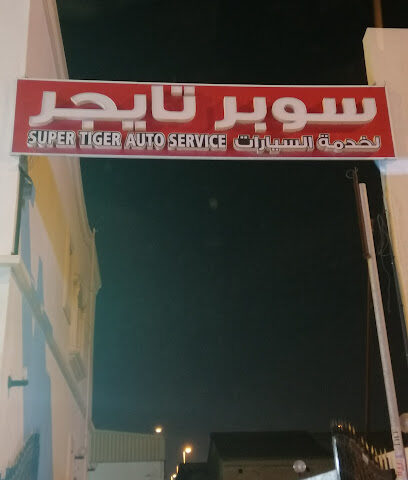 سوبر تايجر
لخدمة السيارات SUPER TIGER AUTO SERVICE